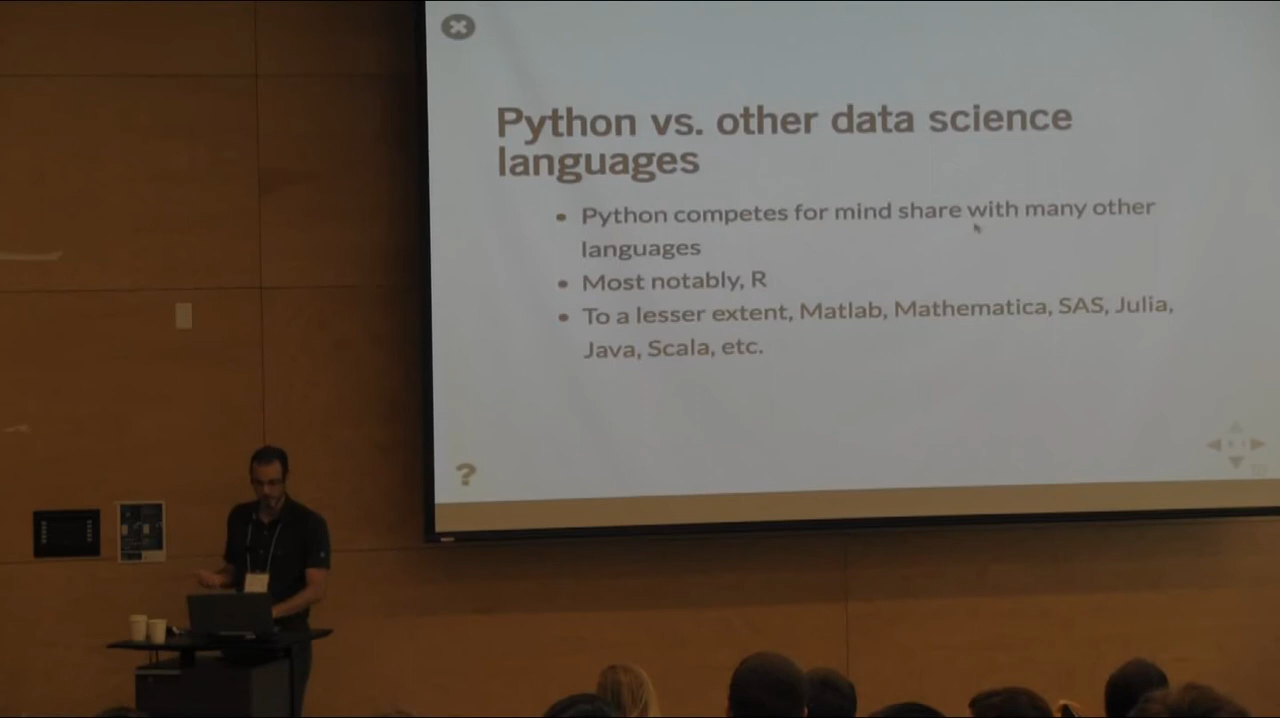 Python vs. other data science
languages
Python competes for mind share with many other
languages
Most notably, R
To a lesser extent, Matlab, Mathematica, SAS, Julia,
Java, Scala, etc.
?